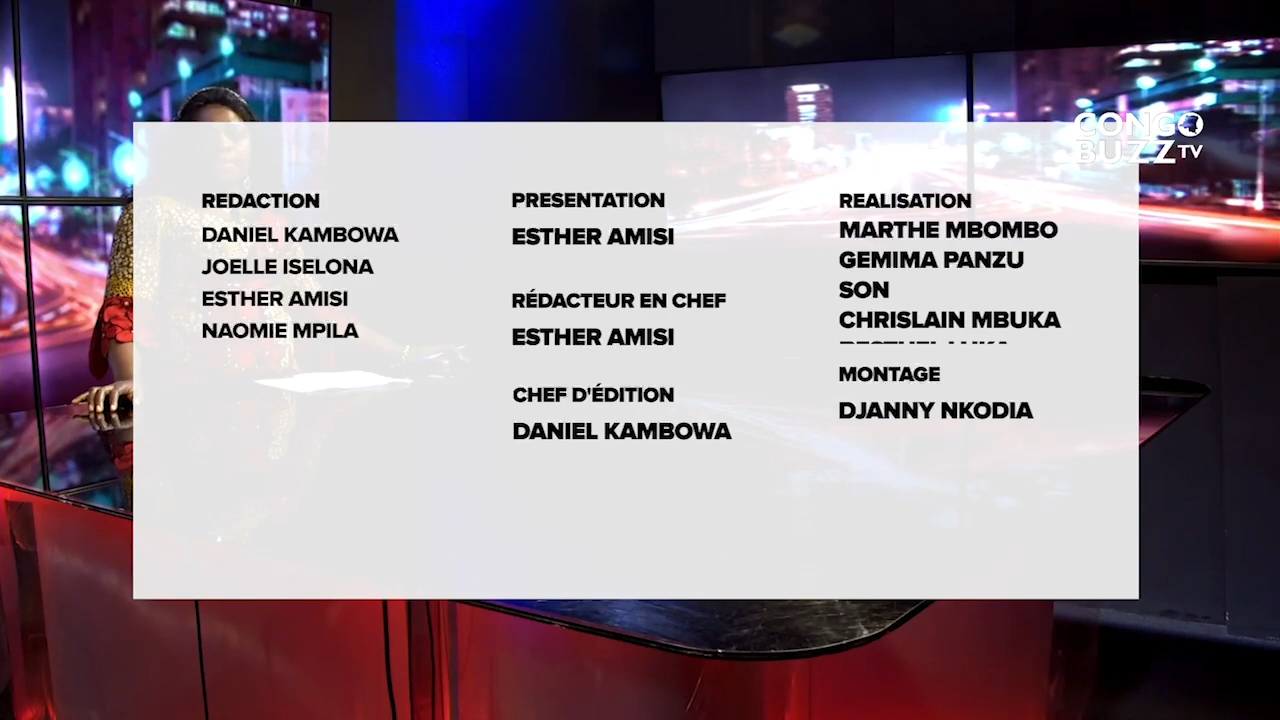 CONGO
BUZZ TV
REDACTION
DANIEL KAMBOWA
JOELLE ISELONA
ESTHER AMISI
NAOMIE MPILA
PRESENTATION
ESTHER AMISI
RÉDACTEUR EN CHEF
ESTHER AMISI
CHEF D'ÉDITION
DANIEL KAMBOWA
REALISATION
MARTHE MBOMBO
GEMIMA PANZU
SON
CHRISLAIN MBUKA
MONTAGE
DJANNY NKODIA